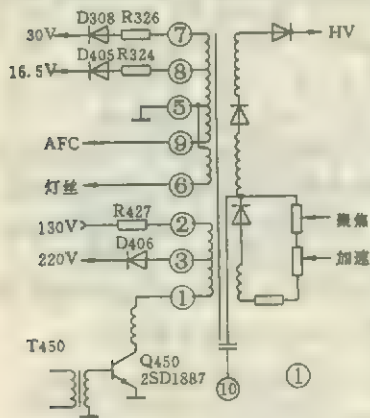 D308 R326
30V ⑦ HV
D405 R324
16.5V ⑧
⑤
AFC ⑨
灯丝 ⑥
R427
130V ② 聚焦
D406
220V ③ 加速
①
T450
Q450
2SD1887
⑩ ①